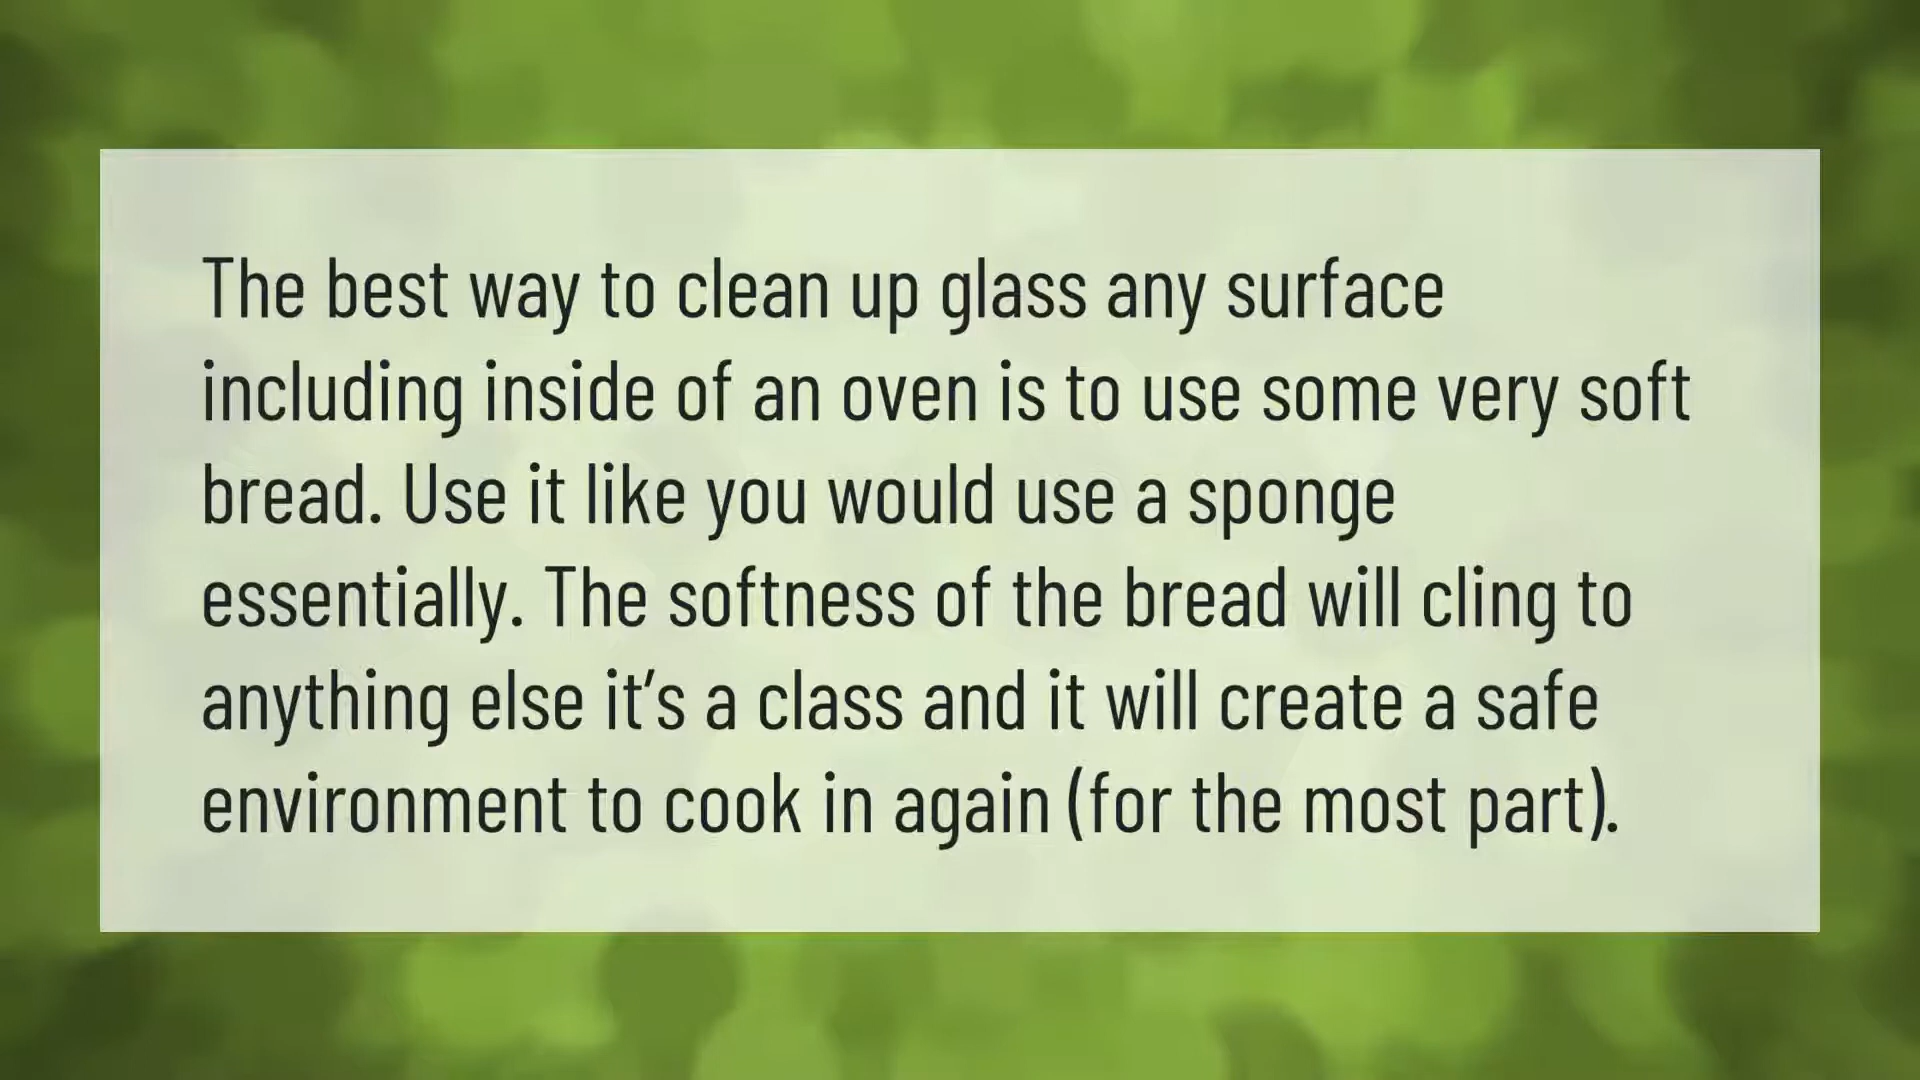 The best way to clean up glass any surface
including inside of an oven is to use some very soft
bread. Use it like you would use a sponge
essentially. The softness of the bread will cling to
anything else it’s a class and it will create a safe
environment to cook in again (for the most part).